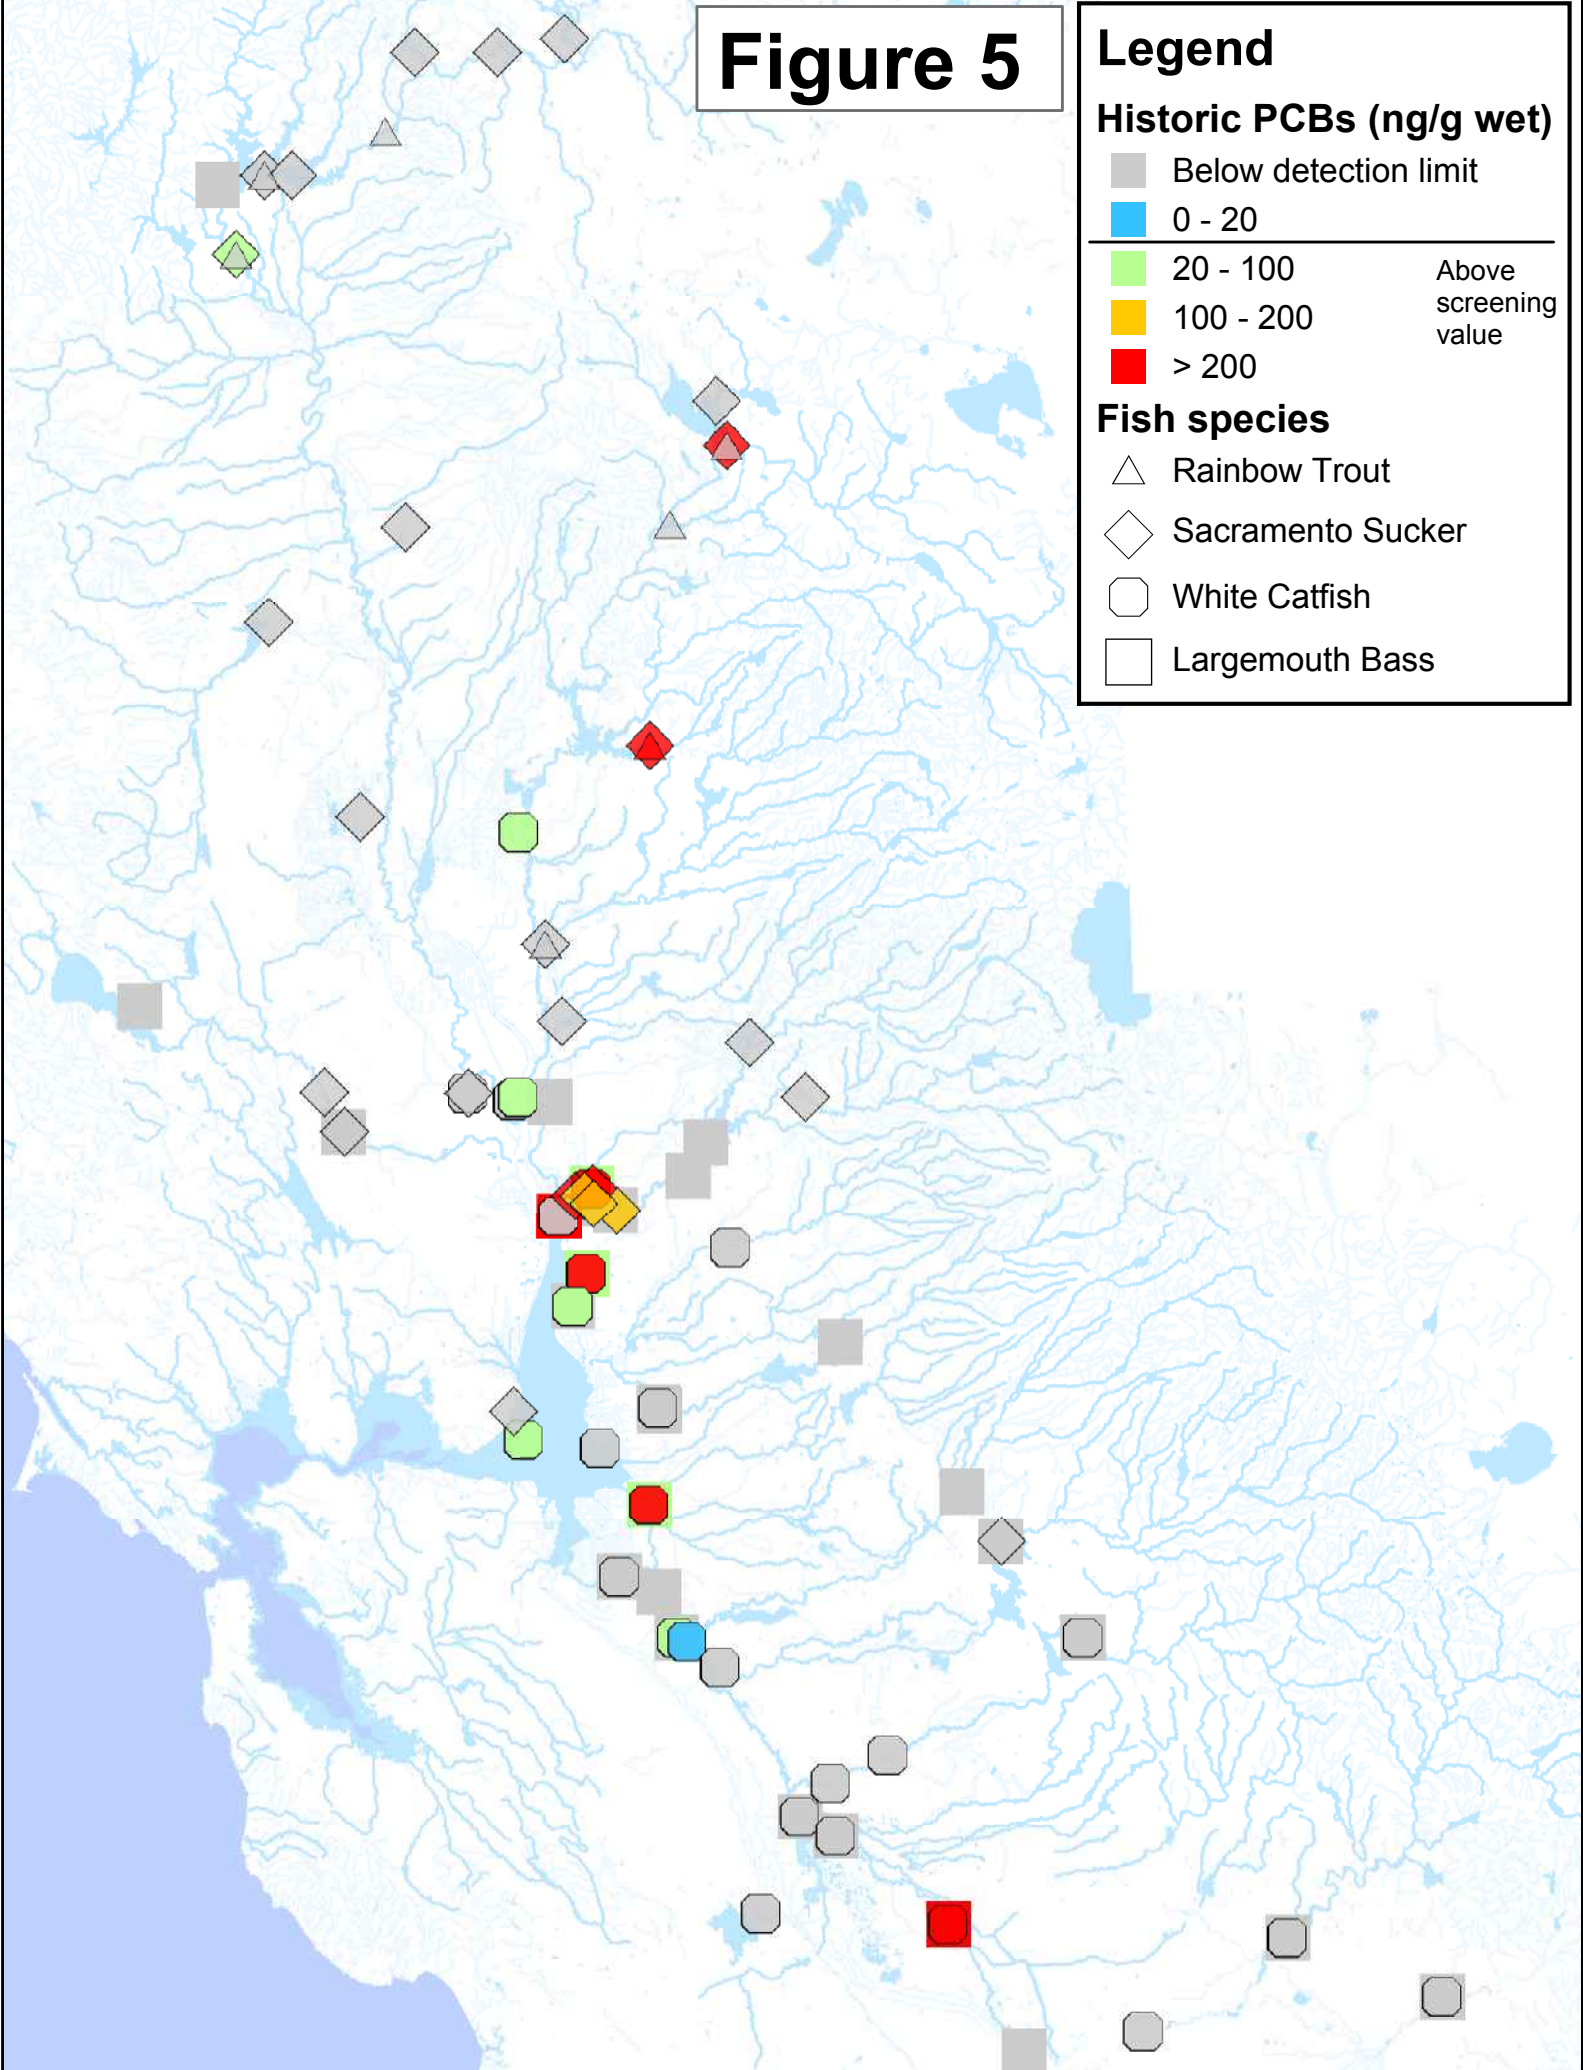 Figure 5
Legend
Historic PCBs (ng/g wet)
Below detection limit
0 - 20
20 - 100
100 - 200
> 200
Above
screening
value
Fish species
Rainbow Trout
Sacramento Sucker
White Catfish
Largemouth Bass